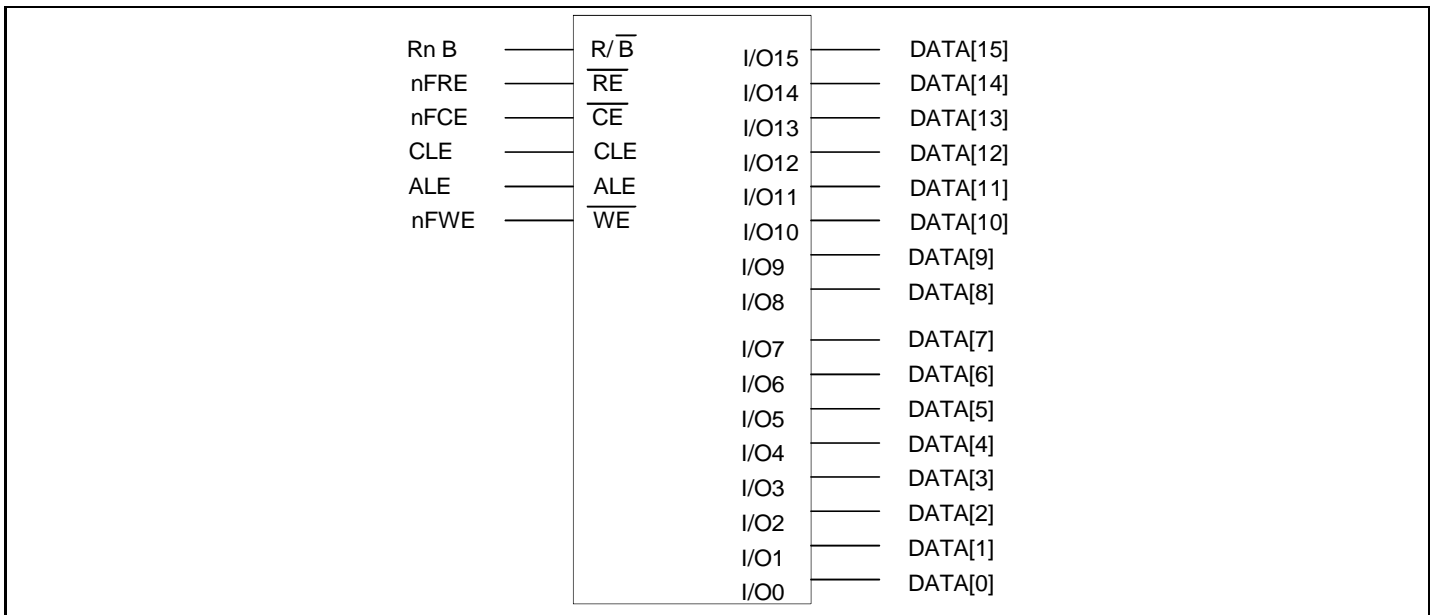 Rn B R/B I/O15 DATA[15]
nFRE RE I/O14 DATA[14]
nFCE CE I/O13 DATA[13]
CLE CLE I/O12 DATA[12]
ALE ALE I/O11 DATA[11]
nFWE WE I/O10 DATA[10]
I/O9 DATA[9]
I/O8 DATA[8]
I/O7 DATA[7]
I/O6 DATA[6]
I/O5 DATA[5]
I/O4 DATA[4]
I/O3 DATA[3]
I/O2 DATA[2]
I/O1 DATA[1]
I/O0 DATA[0]